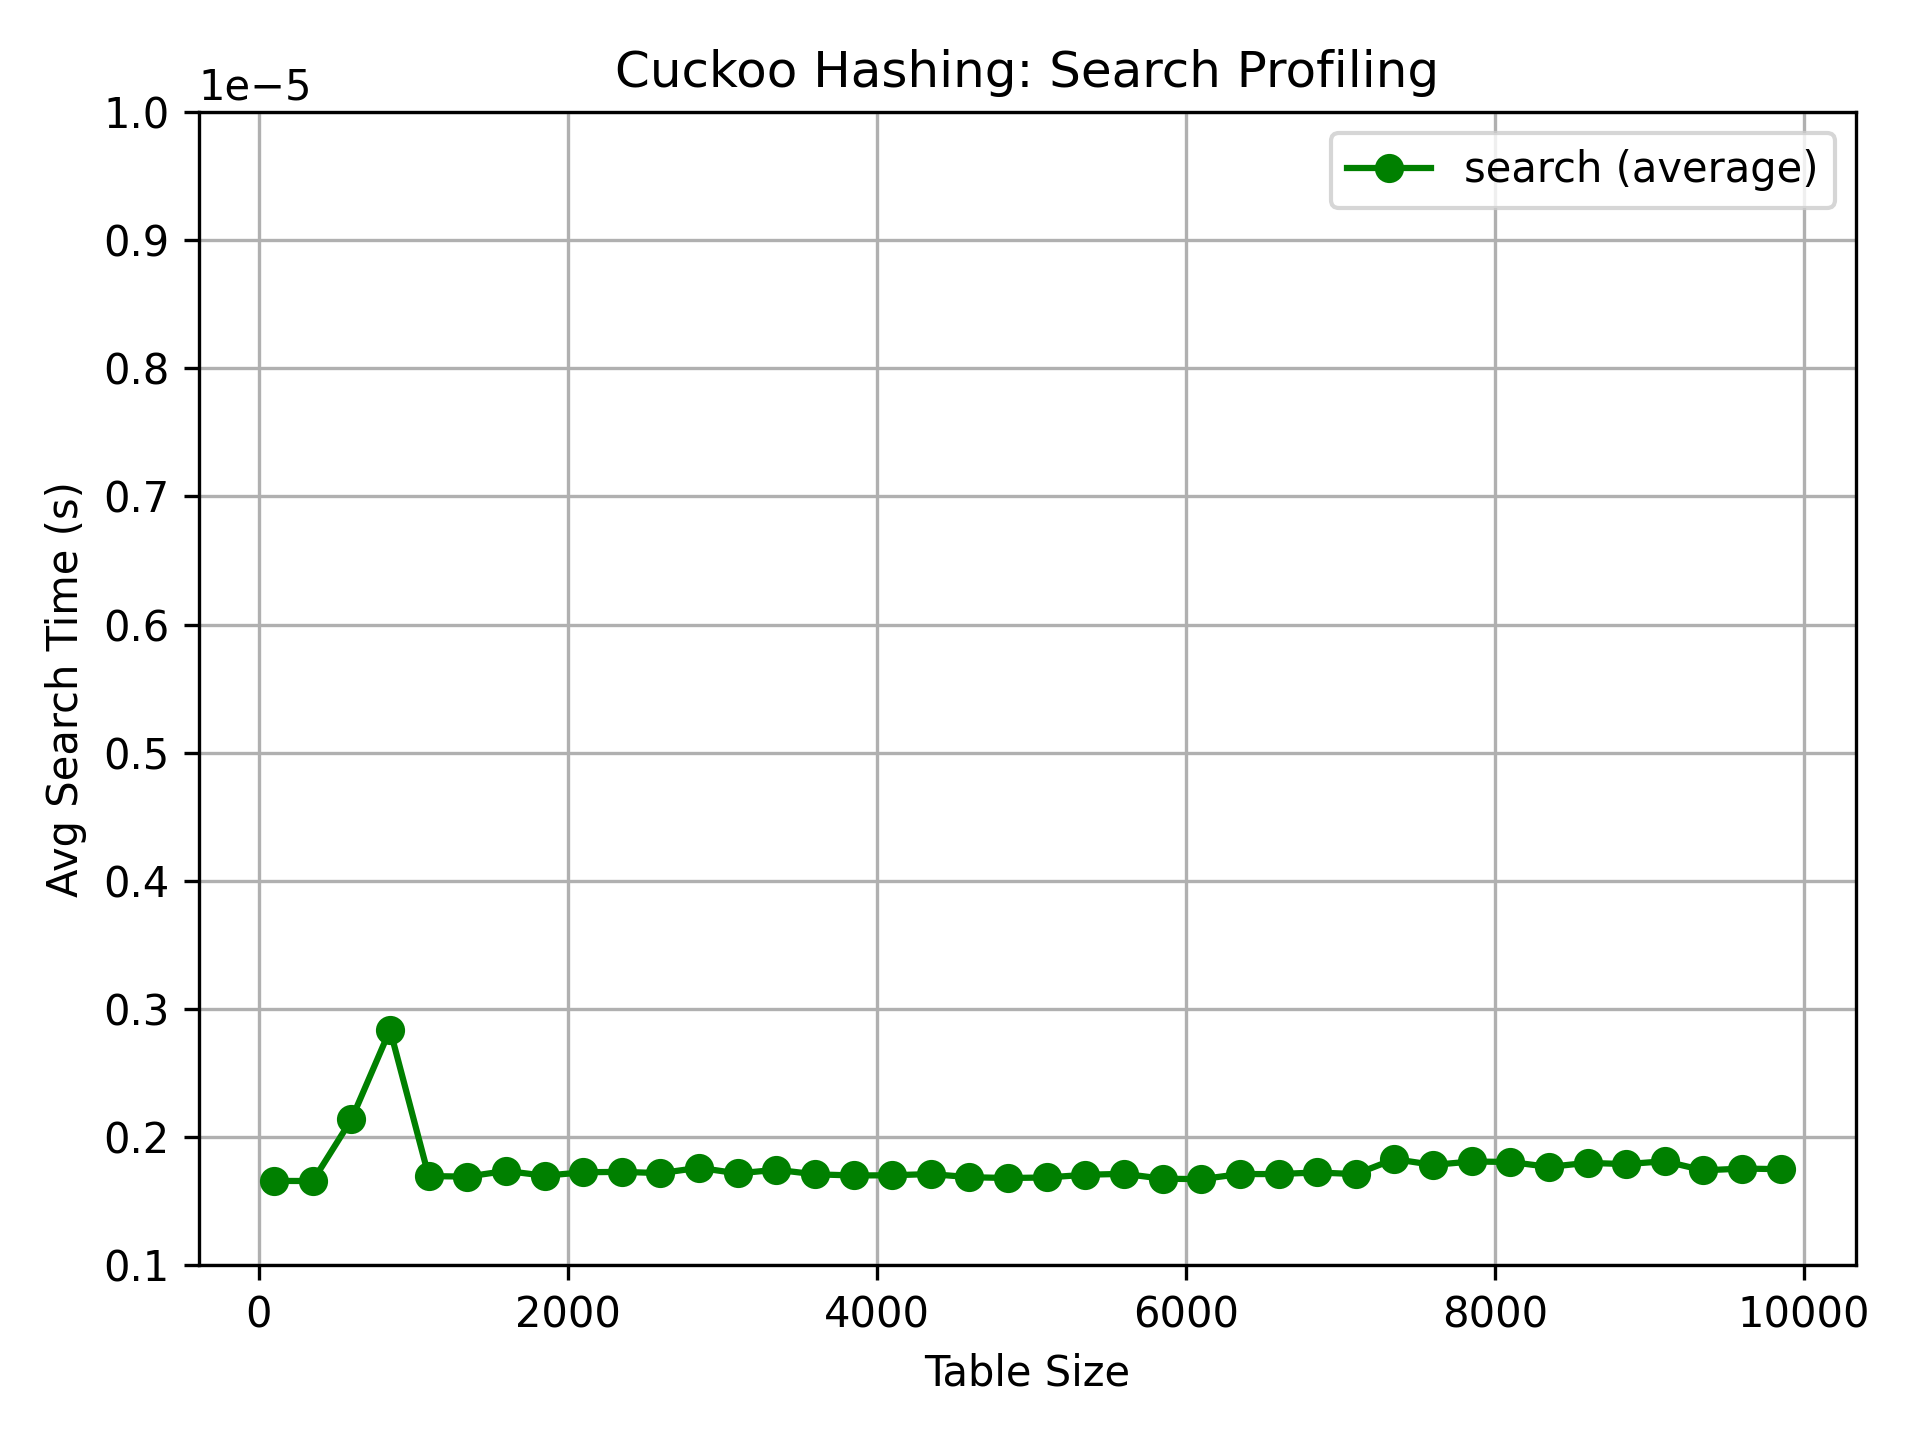 Cuckoo Hashing: Search Profiling
1e−5
1.0
0.9
0.8
0.7
0.6
0.5
0.4
0.3
0.2
0.1
Avg Search Time (s)
search (average)
0 2000 4000 6000 8000 10000
Table Size